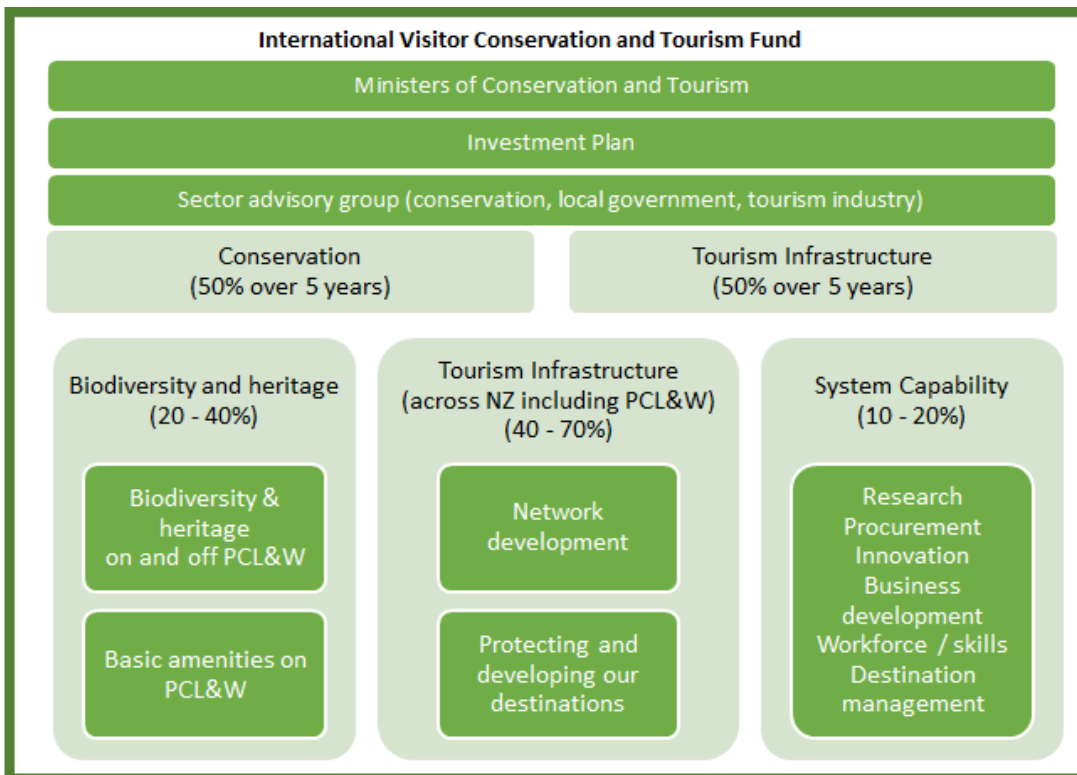 International Visitor Conservation and Tourism Fund
Ministers of Conservation and Tourism
Investment Plan
Sector advisory group (conservation, local government, tourism industry)
Conservation
(50% over 5 years)
Tourism Infrastructure
(50% over 5 years)
Biodiversity and heritage
(20 - 40%)
Biodiversity &
heritage
on and off PCL&W
Basic amenities on
PCL&W
Tourism Infrastructure
(across NZ including PCL&W)
(40 - 70%)
Network
development
Protecting and
developing our
destinations
System Capability
(10 - 20%)
Research
Procurement
Innovation
Business
development
Workforce / skills
Destination
management